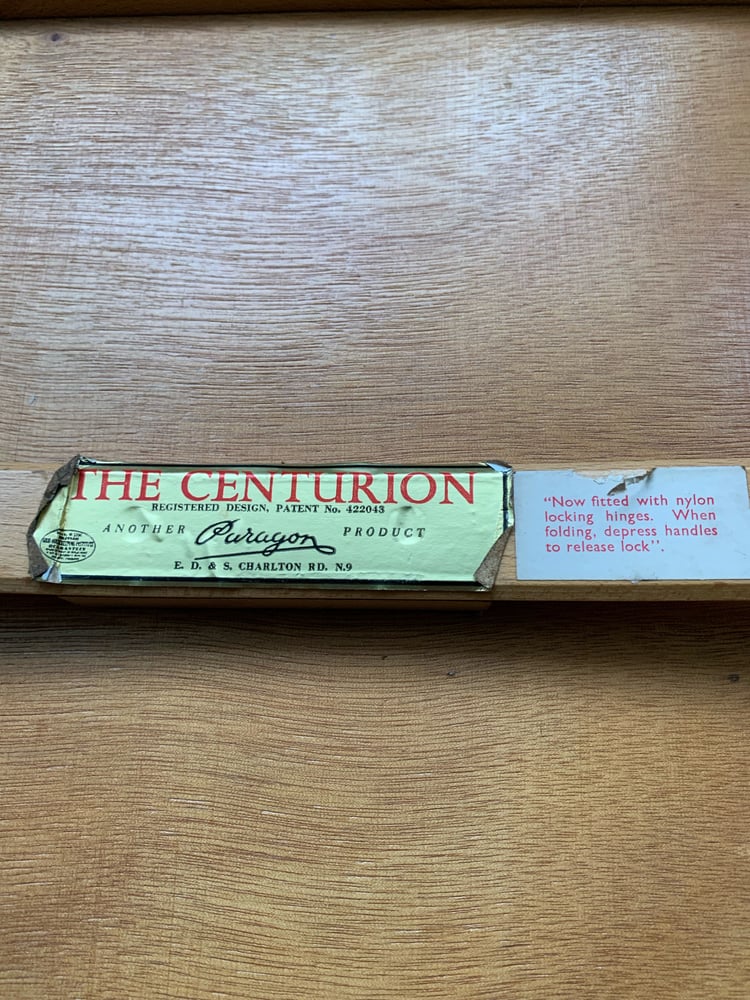 THE CENTURION
REGISTERED DESIGN, PATENT No. 422043
ANOTHER Paragon PRODUCT
E. D. & S. CHARLTON RD. N.9
"Now fitted with nylon
locking hinges. When
folding, depress handles
to release lock".